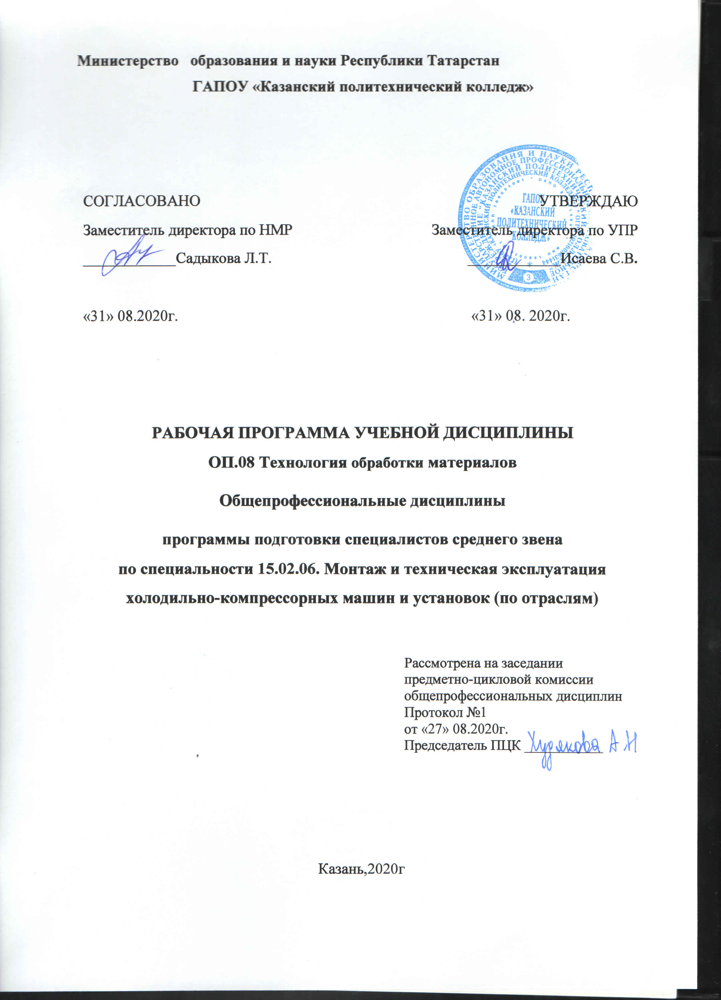 Министерство образования и науки Республики Татарстан
ГАПОУ «Казанский политехнический колледж»
СОГЛАСОВАНО УТВЕРЖДАЮ
Заместитель директора по НМР Заместитель директора по УПР
Садыкова Л.Т. Исаева С.В.
«31» 08.2020г. «31» 08. 2020г.
ГАПОУ
«КАЗАНСКИЙ
ПОЛИТЕХНИЧЕСКИЙ
КОЛЛЕДЖ»
3
РАБОЧАЯ ПРОГРАММА УЧЕБНОЙ ДИСЦИПЛИНЫ
ОП.08 Технология обработки материалов
Общепрофессиональные дисциплины
программы подготовки специалистов среднего звена
по специальности 15.02.06. Монтаж и техническая эксплуатация
холодильно-компрессорных машин и установок (по отраслям)
Рассмотрена на заседании
предметно-цикловой комиссии
общепрофессиональных дисциплин
Протокол №1
от «27» 08.2020г.
Председатель ПЦК Худякова А Н
Казань,2020г